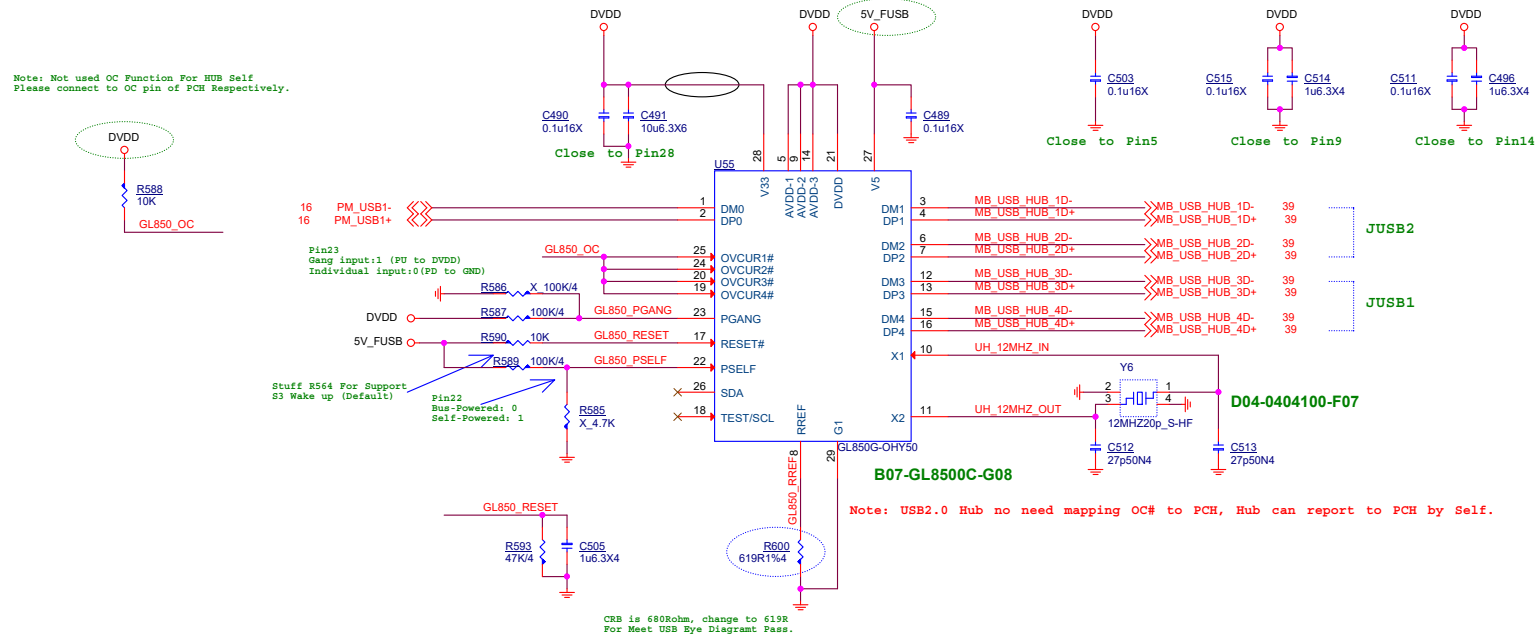 DVDD
DVDD
5V_FUSB
DVDD
DVDD
DVDD
Note: Not used OC Function For HUB Self
Please connect to OC pin of PCH Respectively.
C490
0.1u16X
C491
10u6.3X6
C489
0.1u16X
C503
0.1u16X
C515
0.1u16X
C514
1u6.3X4
C511
0.1u16X
C496
1u6.3X4
Close to Pin28
Close to Pin5
Close to Pin9
Close to Pin14
DVDD
R588
10K
GL850_OC
U55
28
5
9
14
21
27
V33
AVDD-1
AVDD-2
AVDD-3
DVDD
V5
16 PM_USB1- 1 DM0
16 PM_USB1+ 2 DP0
DM1 3 MB_USB_HUB_1D- MB_USB_HUB_1D- 39
DP1 4 MB_USB_HUB_1D+ MB_USB_HUB_1D+ 39
JUSB2
DM2 6 MB_USB_HUB_2D- MB_USB_HUB_2D- 39
DP2 7 MB_USB_HUB_2D+ MB_USB_HUB_2D+ 39
DM3 12 MB_USB_HUB_3D- MB_USB_HUB_3D- 39
DP3 13 MB_USB_HUB_3D+ MB_USB_HUB_3D+ 39
JUSB1
DM4 15 MB_USB_HUB_4D- MB_USB_HUB_4D- 39
DP4 16 MB_USB_HUB_4D+ MB_USB_HUB_4D+ 39
Pin23
Gang input:1 (PU to DVDD)
Individual input:0(PD to GND)
GL850_OC
25 OVCUR1#
24 OVCUR2#
20 OVCUR3#
19 OVCUR4#
R586 X_100K/4
DVDD R587 100K/4 GL850_PGANG 23 PGANG
5V_FUSB R590 10K GL850_RESET 17 RESET#
R589 100K/4 GL850_PSELF 22 PSELF
26 SDA
18 TEST/SCL
X1 10 UH_12MHZ_IN
X2 11 UH_12MHZ_OUT
Stuff R564 For Support
S3 Wake up (Default)
Pin22
Bus-Powered: 0
Self-Powered: 1
R585
X_4.7K
Y6
2 1
3 4
12MHZ20p_S-HF
D04-0404100-F07
C512
27p50N4
C513
27p50N4
RREF
G1
8
29
GL850G-OHY50
B07-GL8500C-G08
GL850_RREF
Note: USB2.0 Hub no need mapping OC# to PCH, Hub can report to PCH by Self.
GL850_RESET
R593
47K/4
C505
1u6.3X4
R600
619R1%4
CRB is 680Rohm, change to 619R
For Meet USB Eye Diagramt Pass.